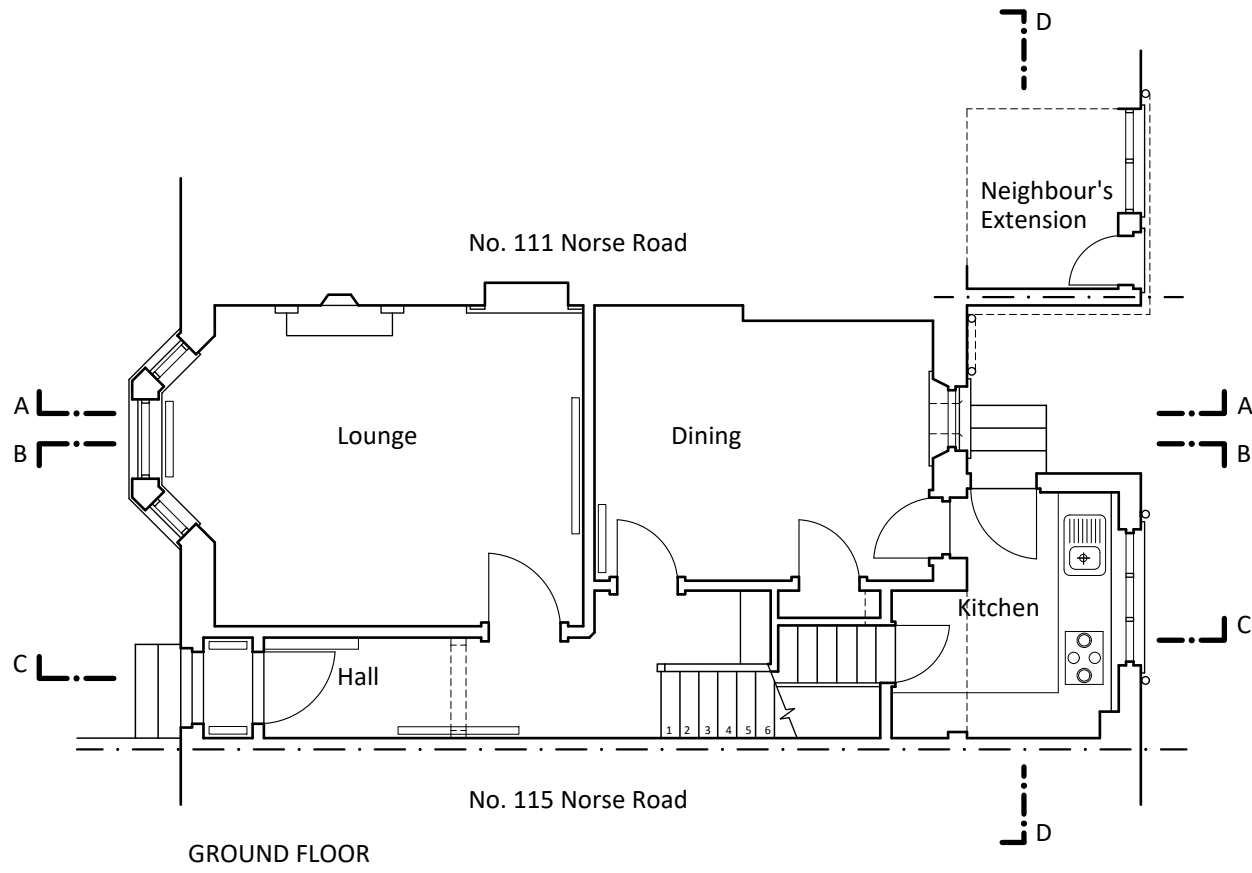 D
Neighbour's
Extension
No. 111 Norse Road
A
A
B
B
Lounge
Dining
Kitchen
C
C
Hall
1 2 3 4 5 6
No. 115 Norse Road
D
GROUND FLOOR